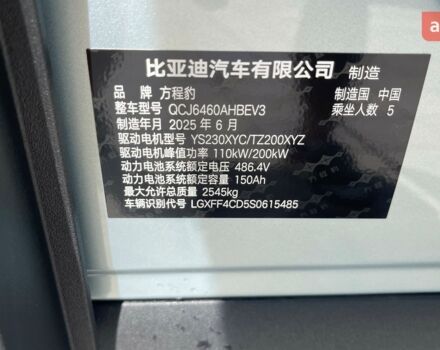 比亚迪汽车有限公司 制造
品 牌 方程豹 制造国 中国
整车型号 QCJ6460AHBEV3 乘坐人数 5
制造年月 2025 年 6 月
驱动电机型号 YS230XYC/TZ200XYZ
驱动电机峰值功率 110kW/200kW
动力电池系统额定电压 486.4V
动力电池系统额定容量 150Ah
最大允许总质量 2545kg
车辆识别代号 LGXFF4CD5S0615485